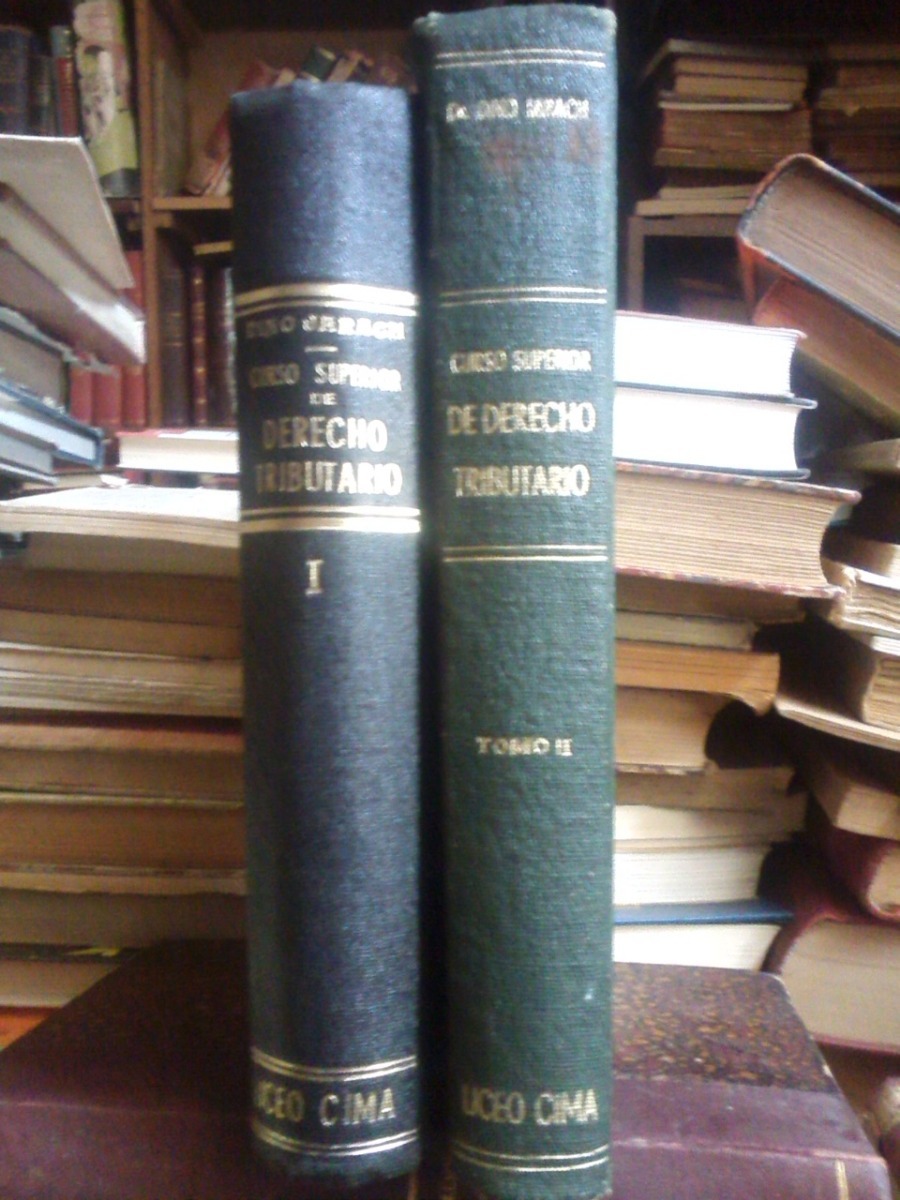 DINO JARACH
CURSO SUPERIOR
DE
DERECHO
TRIBUTARIO
I
LICEO CIMA
Dr. DINO JARACH
CURSO SUPERIOR
DE DERECHO
TRIBUTARIO
TOMO II
LICEO CIMA